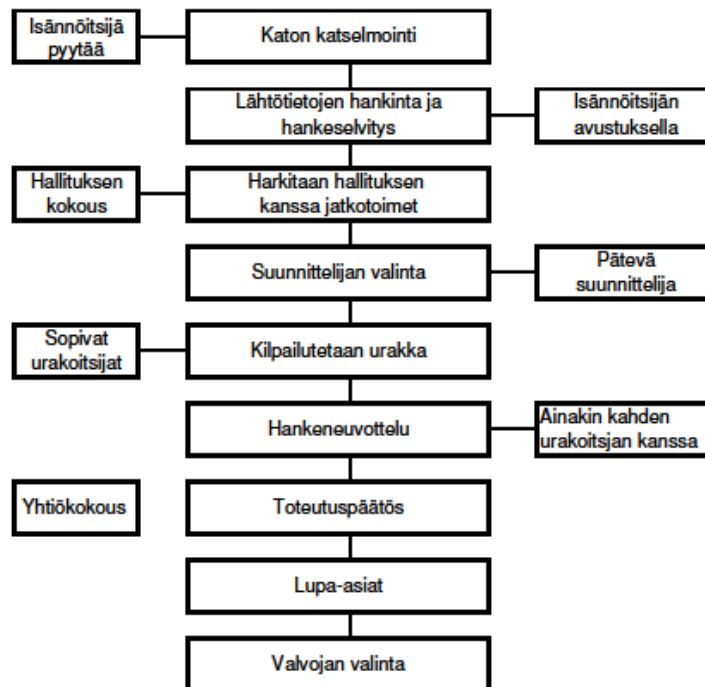 Isännöitsijä
pyytää
Katon katselmointi
Lähtötietojen hankinta ja
hankeselvitys
Isännöitsijän
avustuksella
Hallituksen
kokous
Harkitaan hallituksen
kanssa jatkotoimet
Suunnittelijan valinta
Pätevä
suunnittelija
Sopivat
urakoitsijat
Kilpailutetaan urakka
Hankeneuvottelu
Ainakin kahden
urakoitsjan kanssa
Yhtiökokous
Toteutuspäätös
Lupa-asiat
Valvojan valinta